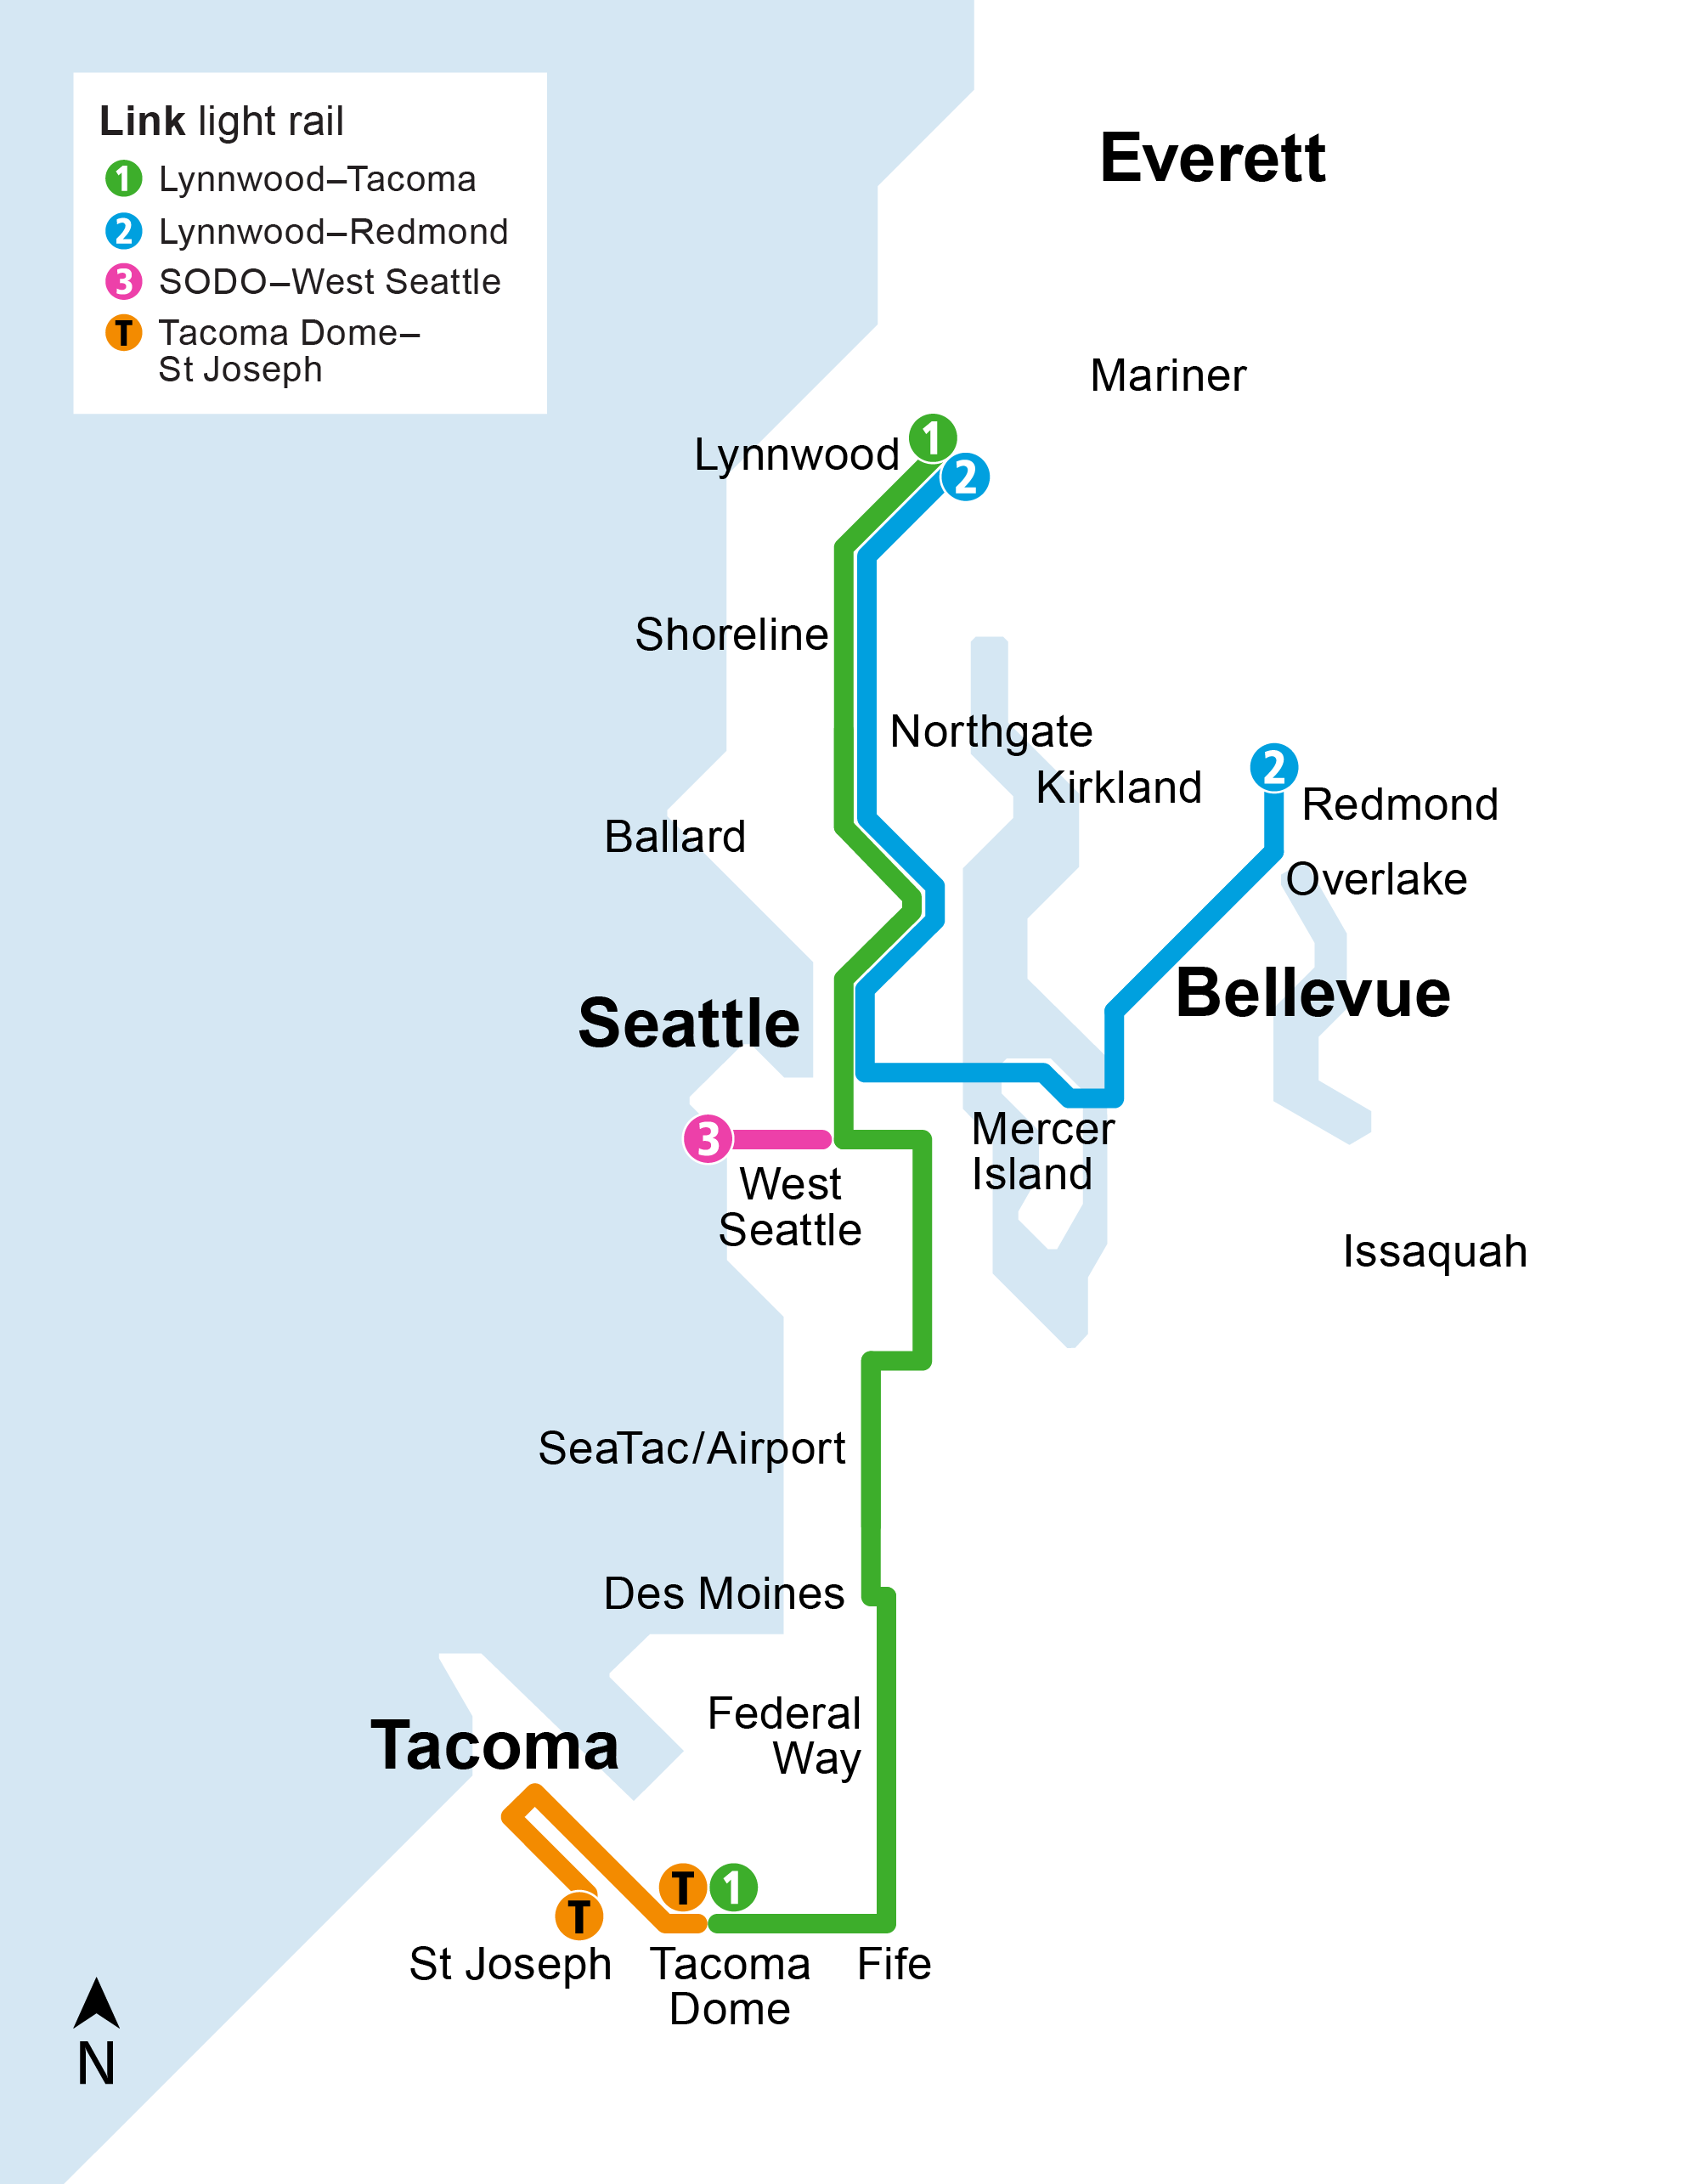 Link light rail
1 Lynnwood–Tacoma
2 Lynnwood–Redmond
3 SODO–West Seattle
T Tacoma Dome–
St Joseph
Everett
Mariner
Lynnwood
1
2
Shoreline
Northgate
Kirkland
2
Redmond
Ballard
Overlake
Bellevue
Seattle
3
Mercer
Island
West
Seattle
Issaquah
SeaTac/Airport
Des Moines
Federal
Way
Tacoma
T
1
T
St Joseph
Tacoma
Dome
Fife
N